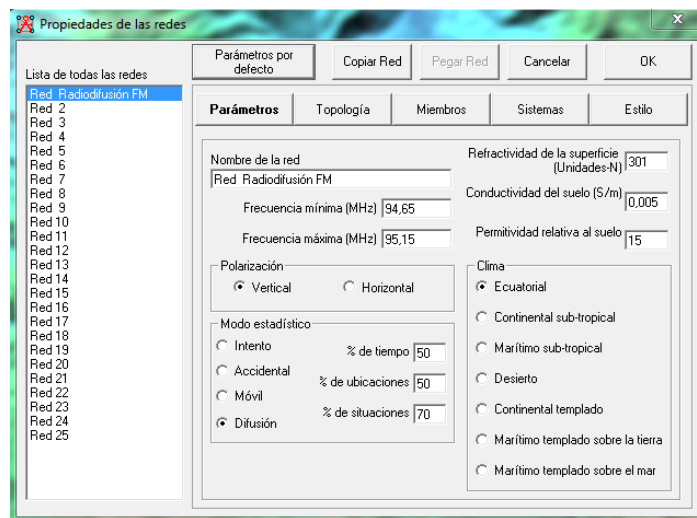 Propiedades de las redes
x
Parámetros por defecto
Copiar Red
Pegar Red
Cancelar
OK
Lista de todas las redes
Red Radiodifusión FM
Red 2
Red 3
Red 4
Red 5
Red 6
Red 7
Red 8
Red 9
Red 10
Red 11
Red 12
Red 13
Red 14
Red 15
Red 16
Red 17
Red 18
Red 19
Red 20
Red 21
Red 22
Red 23
Red 24
Red 25
Parámetros
Topología
Miembros
Sistemas
Estilo
Nombre de la red
Red Radiodifusión FM
Frecuencia mínima (MHz) 94,65
Frecuencia máxima (MHz) 95,15
Refractividad de la superficie
(Unidades-N) 301
Conductividad del suelo (S/m) 0,005
Permitividad relativa al suelo 15
Polarización
Vertical
Horizontal
Modo estadístico
Intento
Accidental
Móvil
Difusión
% de tiempo 50
% de ubicaciones 50
% de situaciones 70
Clima
Ecuatorial
Continental sub-tropical
Marítimo sub-tropical
Desierto
Continental templado
Marítimo templado sobre la tierra
Marítimo templado sobre el mar